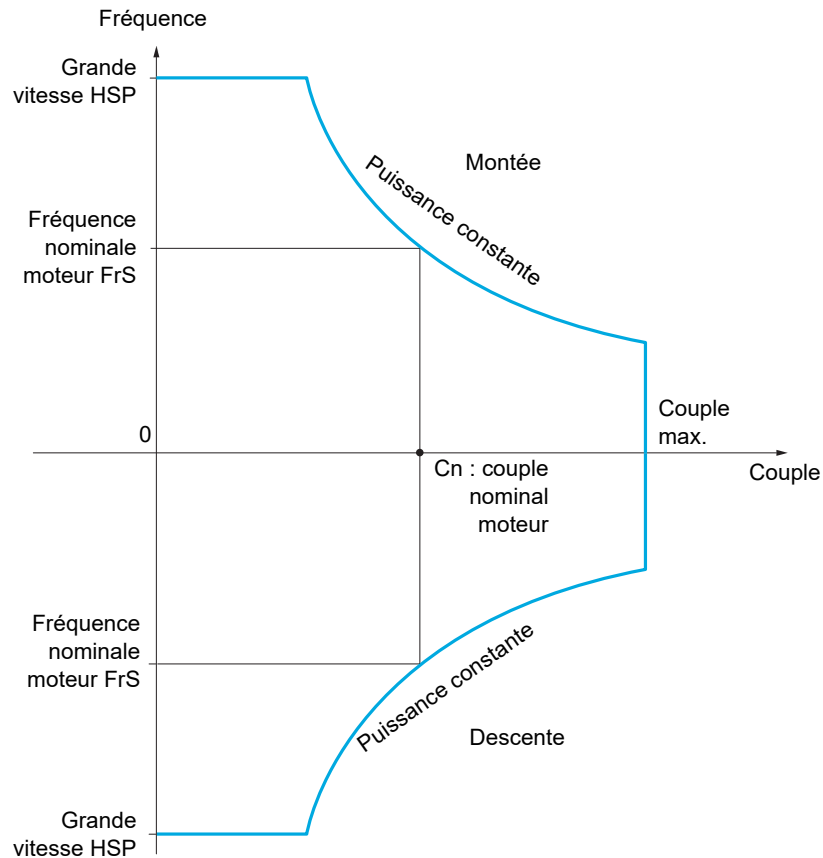 Fréquence
Grande
vitesse HSP
Montée
Puissance constante
Fréquence
nominale
moteur FrS
Couple
max.
0
Couple
Cn : couple
nominal
moteur
Fréquence
nominale
moteur FrS
Puissance constante
Descente
Grande
vitesse HSP